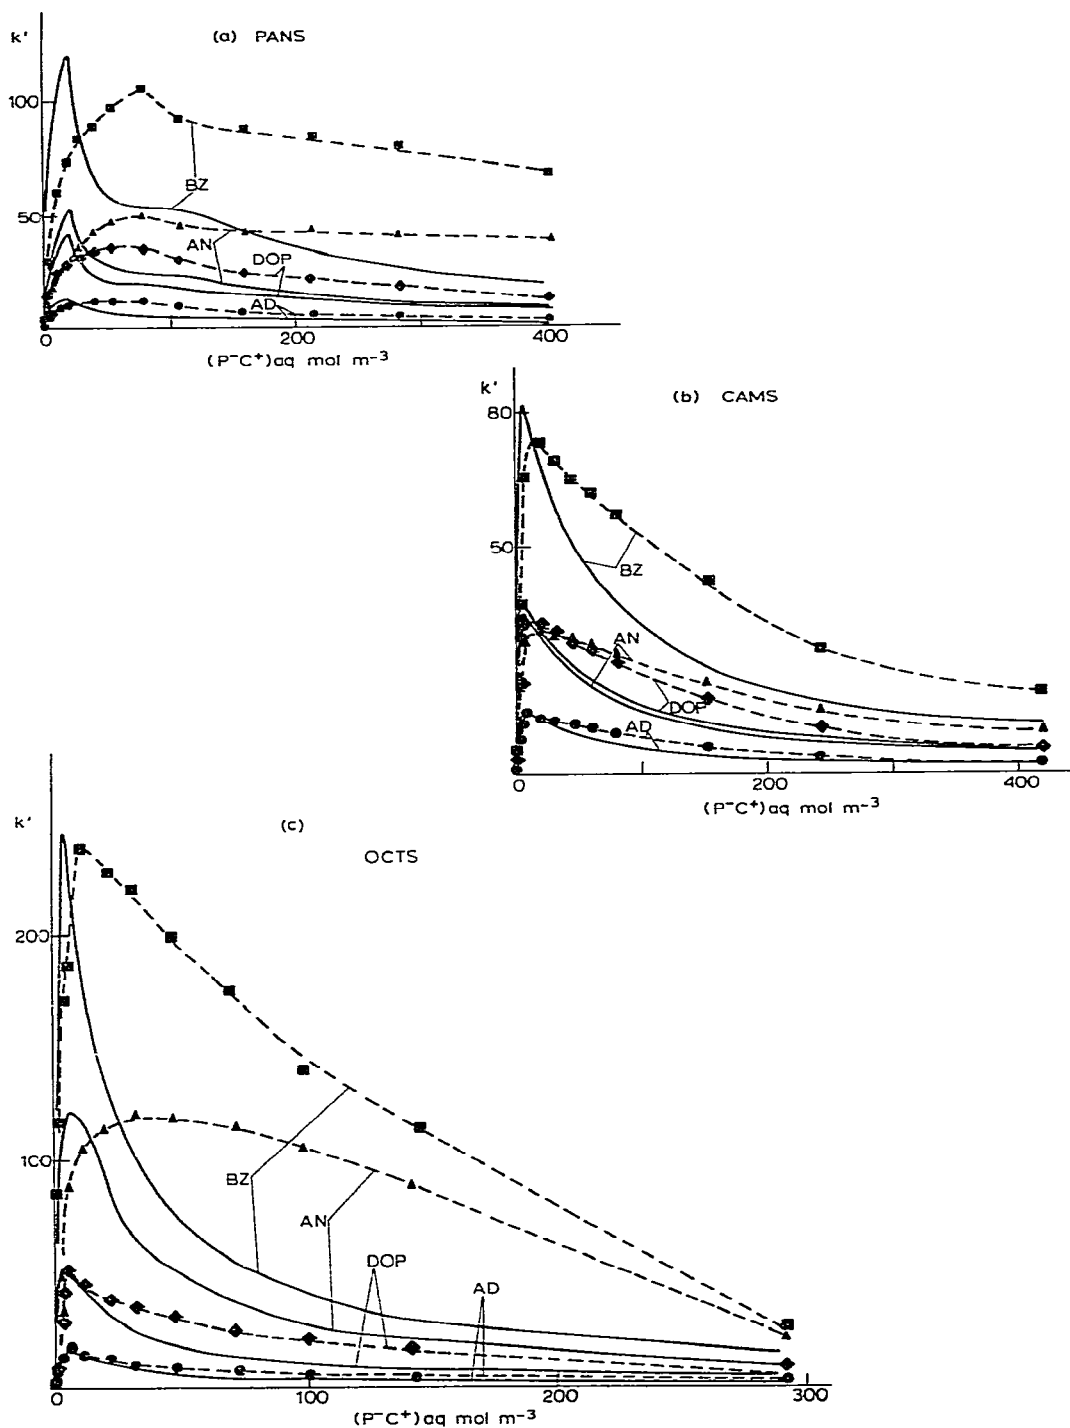 (a) PANS
k'
100
50
BZ
AN
DOP
AD
0
200
400
(P⁻C⁺)aq mol m⁻³
(b) CAMS
k'
80
50
BZ
AN
DOP
AD
0
200
400
(P⁻C⁺)aq mol m⁻³
(c)
OCTS
k'
200
100
BZ
AN
DOP
AD
0
100
200
300
(P⁻C⁺)aq mol m⁻³